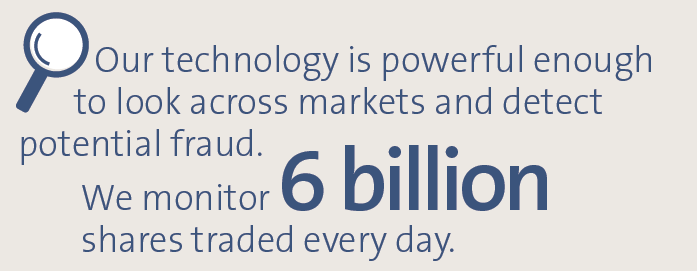 Our technology is powerful enough
to look across markets and detect
potential fraud.
We monitor 6 billion
shares traded every day.